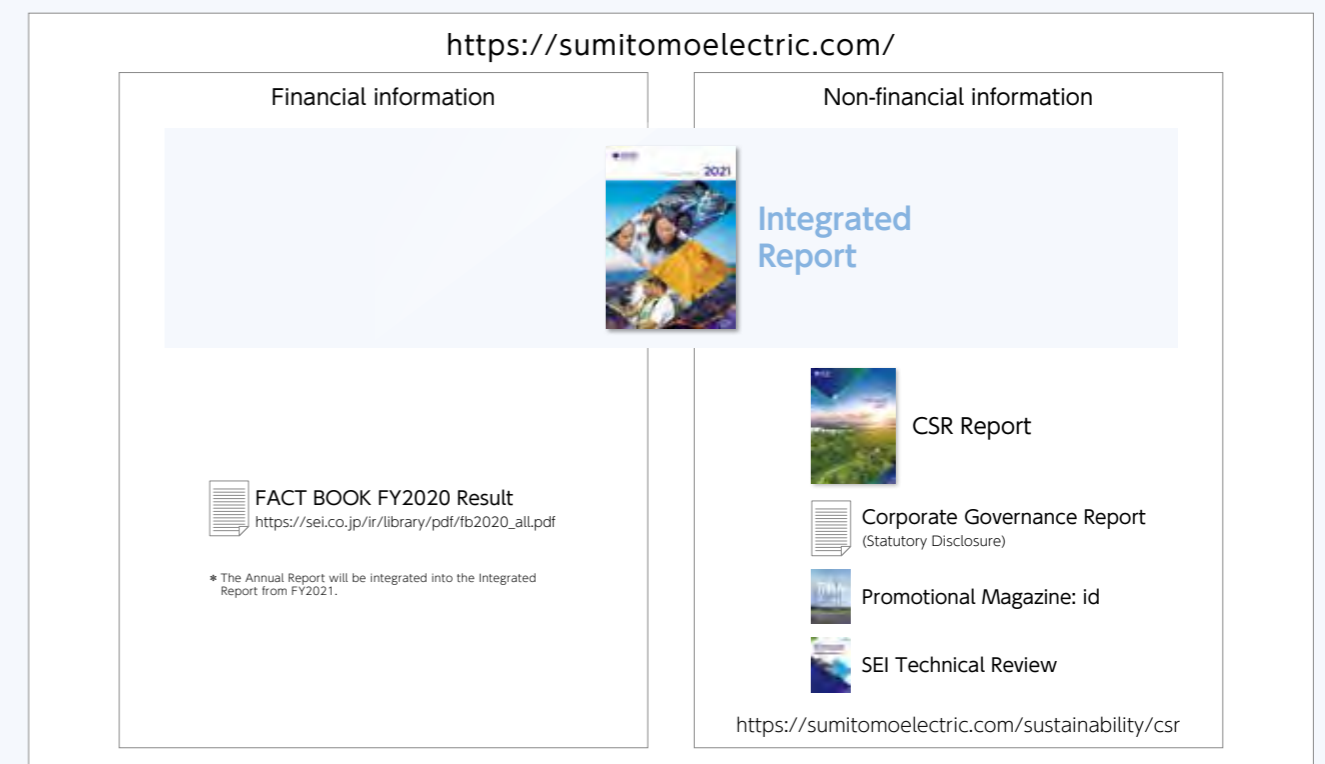 https://sumitomoelectric.com/
Financial information
Non-financial information
2021
Integrated
Report
FACT BOOK FY2020 Result
https://sei.co.jp/ir/library/pdf/fb2020_all.pdf
* The Annual Report will be integrated into the Integrated
Report from FY2021.
CSR Report
Corporate Governance Report
(Statutory Disclosure)
Promotional Magazine: id
SEI Technical Review
https://sumitomoelectric.com/sustainability/csr